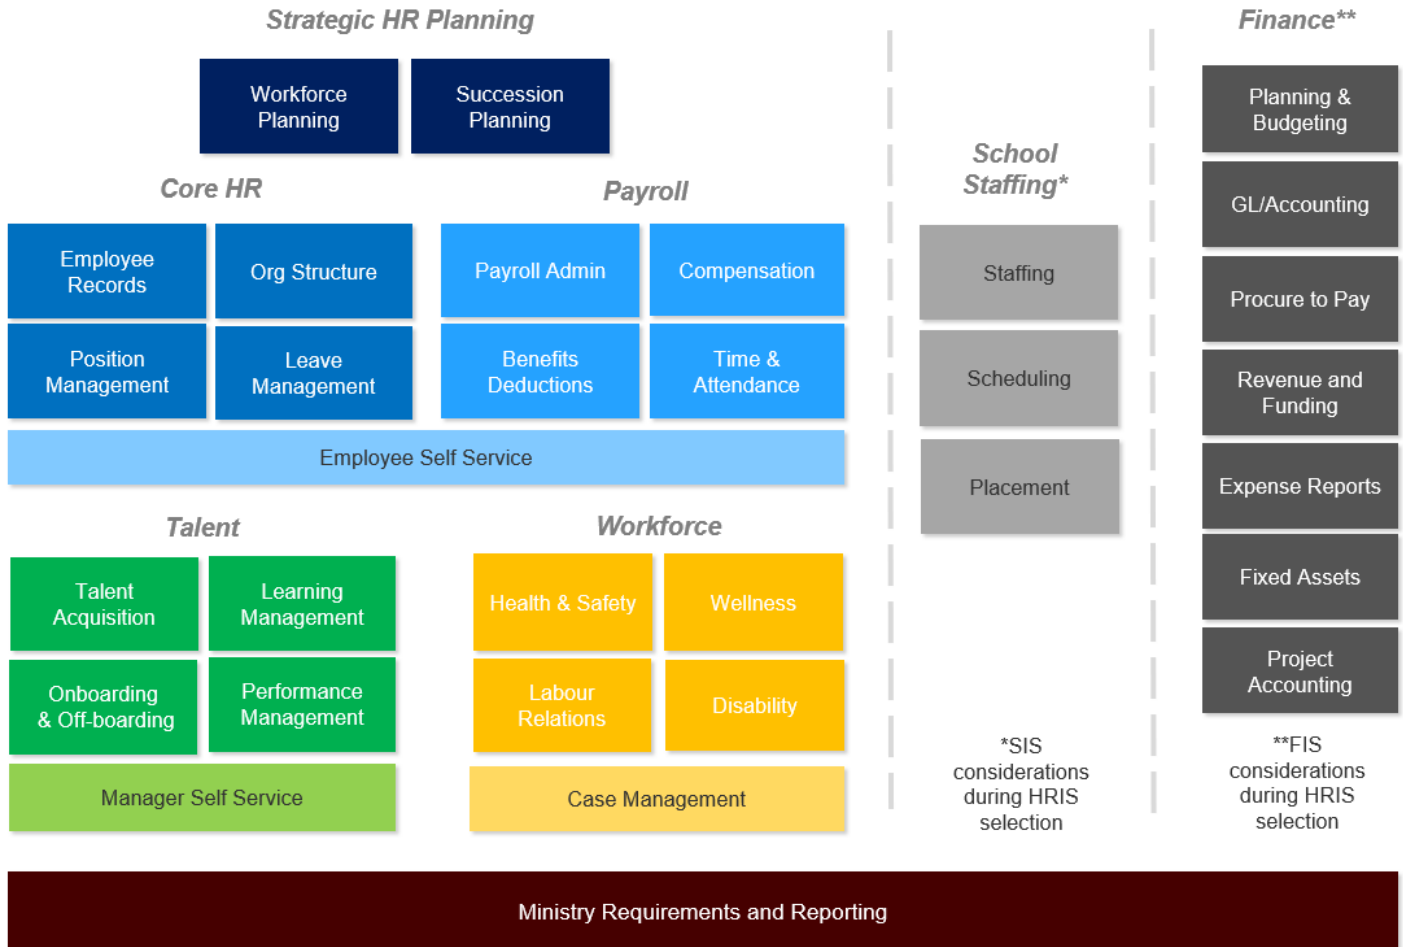 Strategic HR Planning
Workforce
Planning
Succession
Planning
Core HR
Employee
Records
Org Structure
Position
Management
Leave
Management
Payroll
Payroll Admin
Compensation
Benefits
Deductions
Time &
Attendance
Employee Self Service
Talent
Talent
Acquisition
Learning
Management
Onboarding
& Off-boarding
Performance
Management
Manager Self Service
Workforce
Health & Safety
Wellness
Labour
Relations
Disability
Case Management
School
Staffing*
Staffing
Scheduling
Placement
*SIS
considerations
during HRIS
selection
Finance**
Planning &
Budgeting
GL/Accounting
Procure to Pay
Revenue and
Funding
Expense Reports
Fixed Assets
Project
Accounting
**FIS
considerations
during HRIS
selection
Ministry Requirements and Reporting